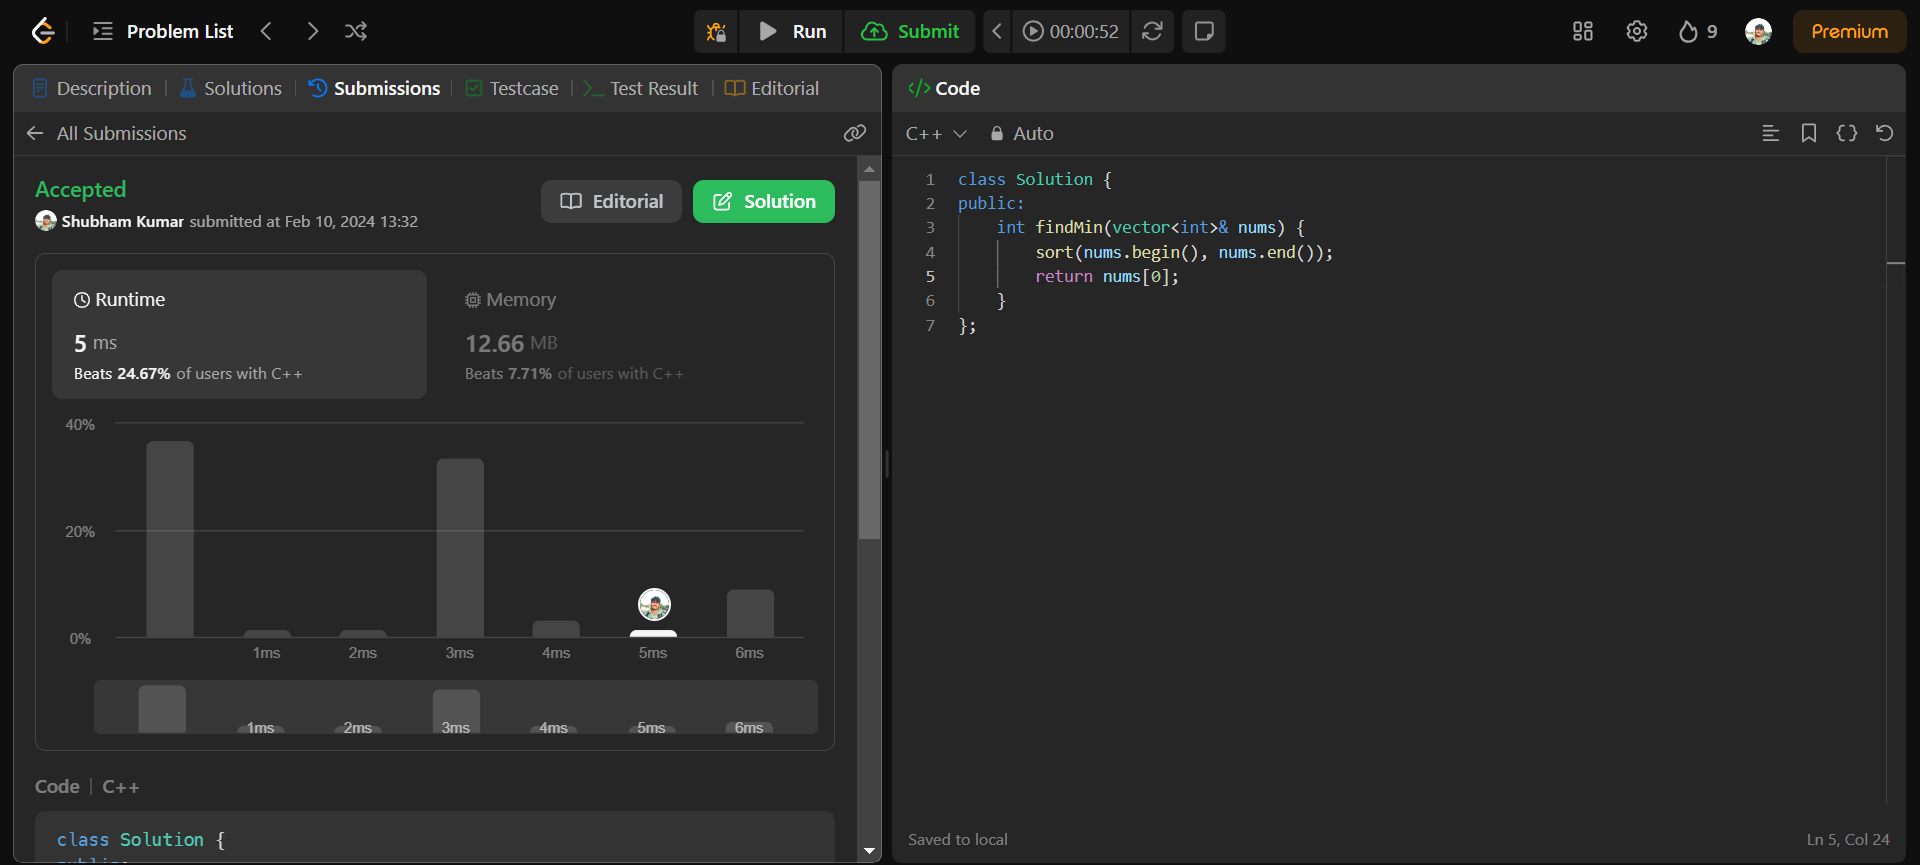 Problem List
Run
Submit
00:00:52
9
Premium
Description
Solutions
Submissions
Testcase
Test Result
Editorial
All Submissions
Accepted
Shubham Kumar submitted at Feb 10, 2024 13:32
Editorial
Solution
Runtime
5 ms
Beats 24.67% of users with C++
Memory
12.66 MB
Beats 7.71% of users with C++
40%
20%
0%
1ms 2ms 3ms 4ms 5ms 6ms
1ms 2ms 3ms 4ms 5ms 6ms
Code | C++
class Solution {
</> Code
C++
Auto
1 class Solution {
2 public:
3 int findMin(vector<int>& nums) {
4 sort(nums.begin(), nums.end());
5 return nums[0];
6 }
7 };
Saved to local
Ln 5, Col 24